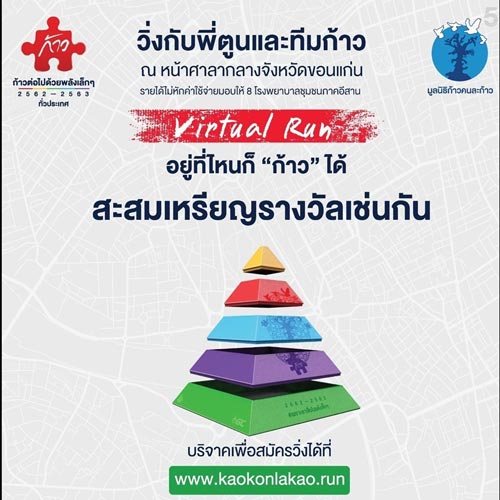 ก้าว
ก้าวต่อไปด้วยพลังเล็กๆ
2562-2563
ทั่วประเทศ
วิ่งกับพี่ตูนและทีมก้าว
ณ หน้าศาลากลางจังหวัดขอนแก่น
รายได้ไม่หักค่าใช้จ่ายมอบให้ 8 โรงพยาบาลชุมชนภาคอีสาน
มูลนิธิก้าวคนละก้าว
Virtual Run
อยู่ที่ไหนก็ “ก้าว” ได้
สะสมเหรียญรางวัลเช่นกัน
2562-2563
บริจาคเพื่อสมัครวิ่งได้ที่
www.kaokonlakao.run